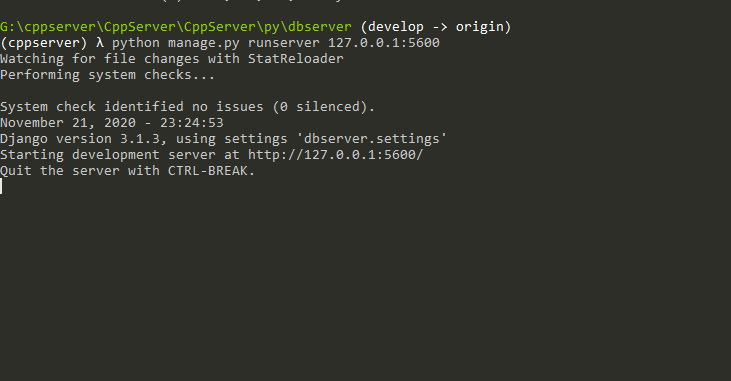 G:\cppserver\CppServer\CppServer\py\dbserver (develop -> origin)
(cppserver) λ python manage.py runserver 127.0.0.1:5600
Watching for file changes with StatReloader
Performing system checks...
System check identified no issues (0 silenced).
November 21, 2020 - 23:24:53
Django version 3.1.3, using settings 'dbserver.settings'
Starting development server at http://127.0.0.1:5600/
Quit the server with CTRL-BREAK.